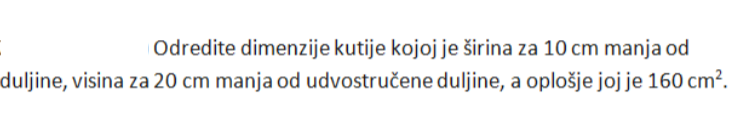 Odredite dimenzije kutije kojoj je širina za 10 cm manja od
duljine, visina za 20 cm manja od udvostručene duljine, a oplošje joj je 160 cm².